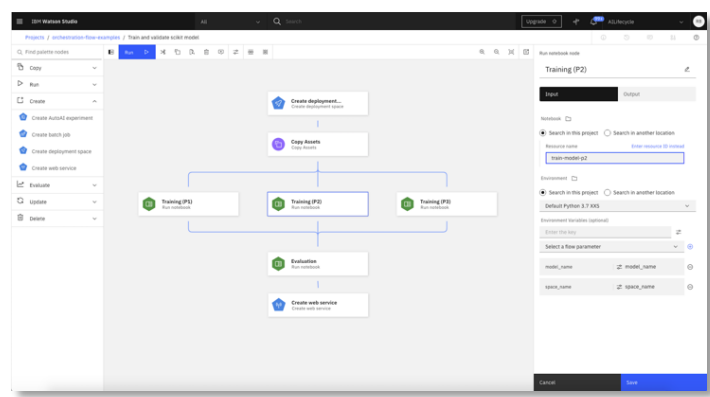 IBM Watson Studio
All
Search
Upgrade
AILifecycle
Projects / orchestration-flow-examples / Train and validate scikit model
Find palette nodes
Run
Copy
Run
Create
Create AutoAI experiment
Create batch job
Create deployment space
Create web service
Evaluate
Update
Delete
Create deployment...
Create deployment space
Copy Assets
Copy Assets
Training (P1)
Run notebook
Training (P2)
Run notebook
Training (P3)
Run notebook
Evaluation
Run notebook
Create web service
Create web service
Run notebook node
Training (P2)
Input
Output
Notebook
Search in this project
Search in another location
Resource name
Enter resource ID instead
train-model-p2
Environment
Search in this project
Search in another location
Default Python 3.7 XXS
Environment Variables (optional)
Enter the key
Select a flow parameter
model_name
model_name
space_name
space_name
Cancel
Save